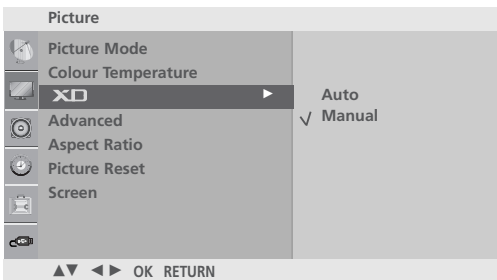 Picture
Picture Mode
Colour Temperature
XD
Advanced
Aspect Ratio
Picture Reset
Screen
Auto
Manual
OK RETURN